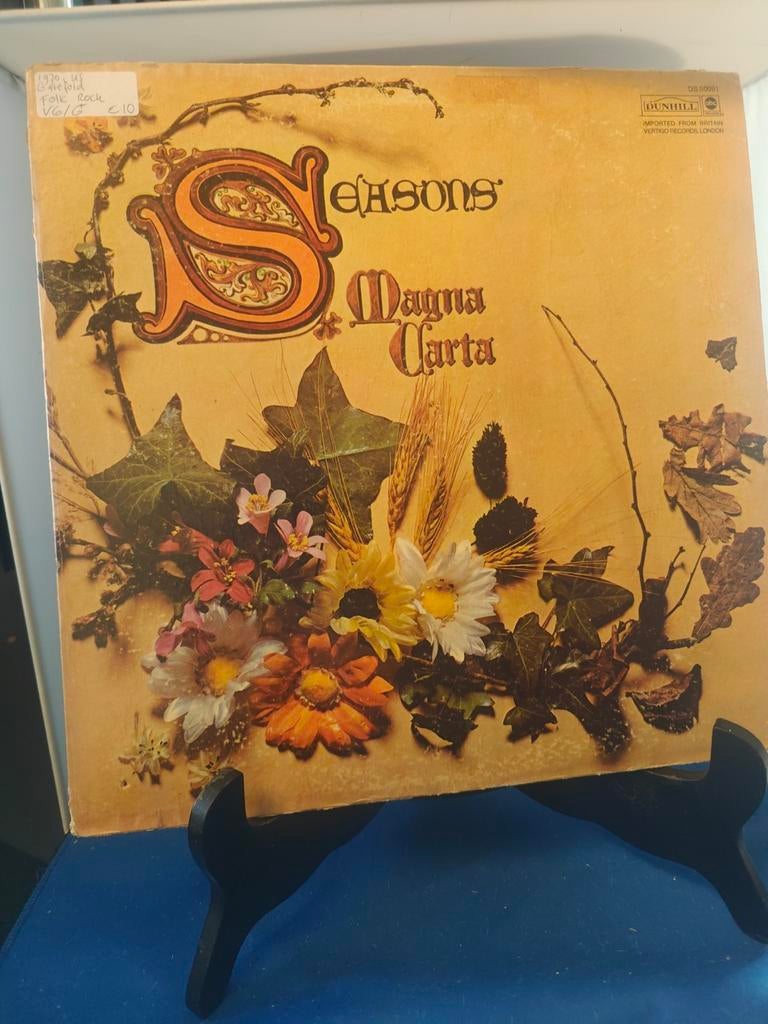 1970 US
Gatefold
Folk Rock
VG/G €10
DS 50091
DUNHILL abc
IMPORTED FROM BRITAIN
VERTIGO RECORDS, LONDON
SEASONS
Magna
Carta